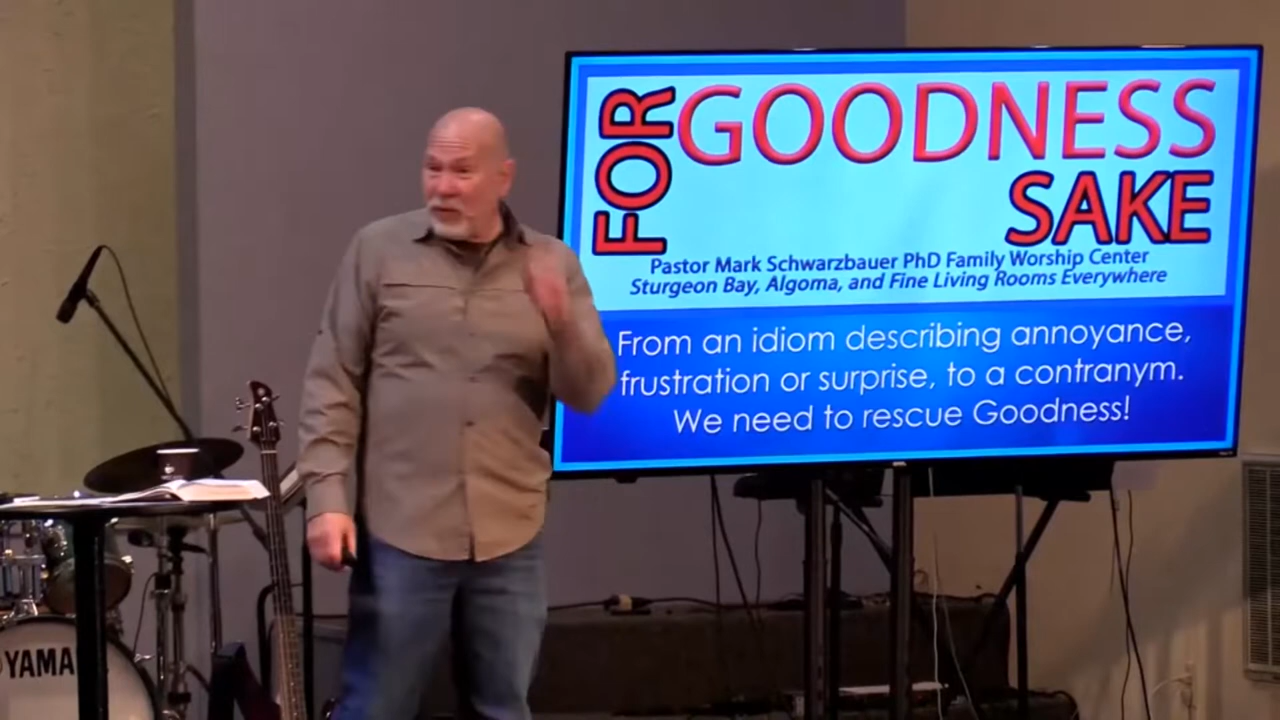 FOR GOODNESS
SAKE
Pastor Mark Schwarzbauer PhD Family Worship Center
Sturgeon Bay, Algoma, and Fine Living Rooms Everywhere
From an idiom describing annoyance,
frustration or surprise, to a contranym.
We need to rescue Goodness!
YAMA